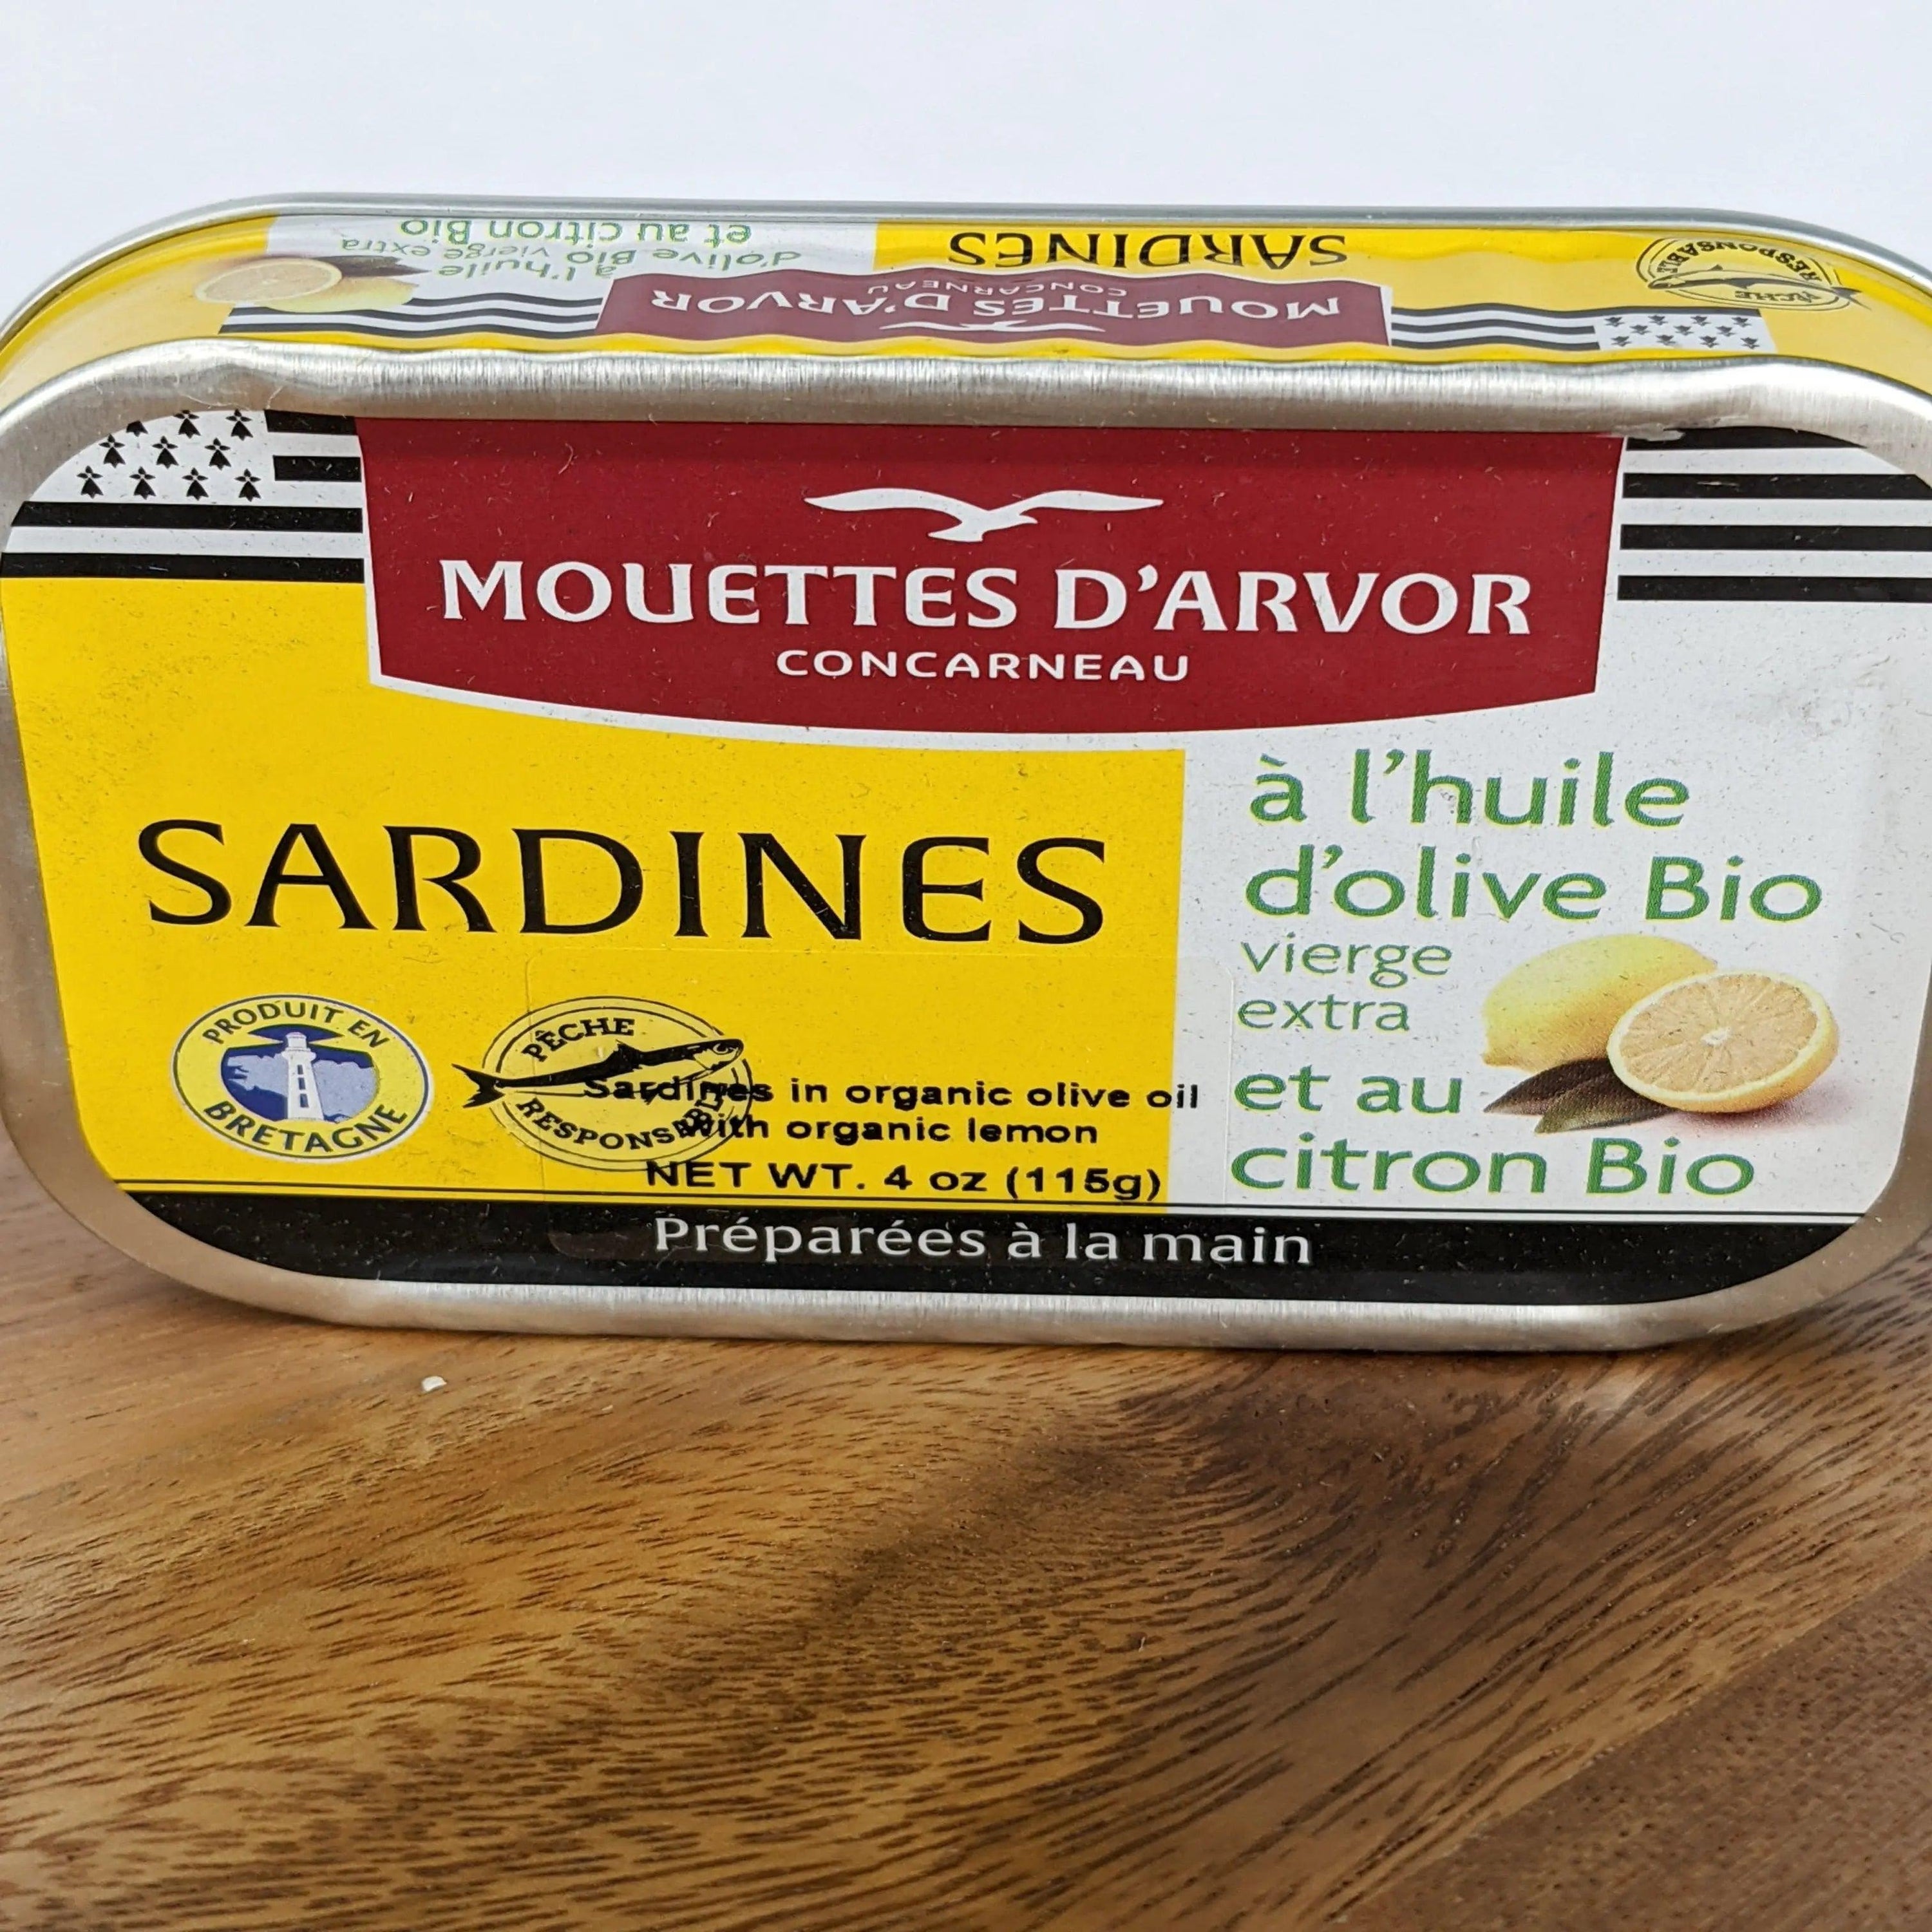 et au citron Bio
d'olive Bio vierge extra
à l'huile
SARDINES
MOUETTES D'ARVOR
CONCARNEAU
PÊCHE
RESPONSABLE
MOUETTES D'ARVOR
CONCARNEAU
SARDINES
à l'huile
d'olive Bio
vierge
extra
et au
citron Bio
PRODUIT EN
BRETAGNE
PÊCHE
RESPONSABLE
Sardines in organic olive oil
with organic lemon
NET WT. 4 oz (115g)
Préparées à la main